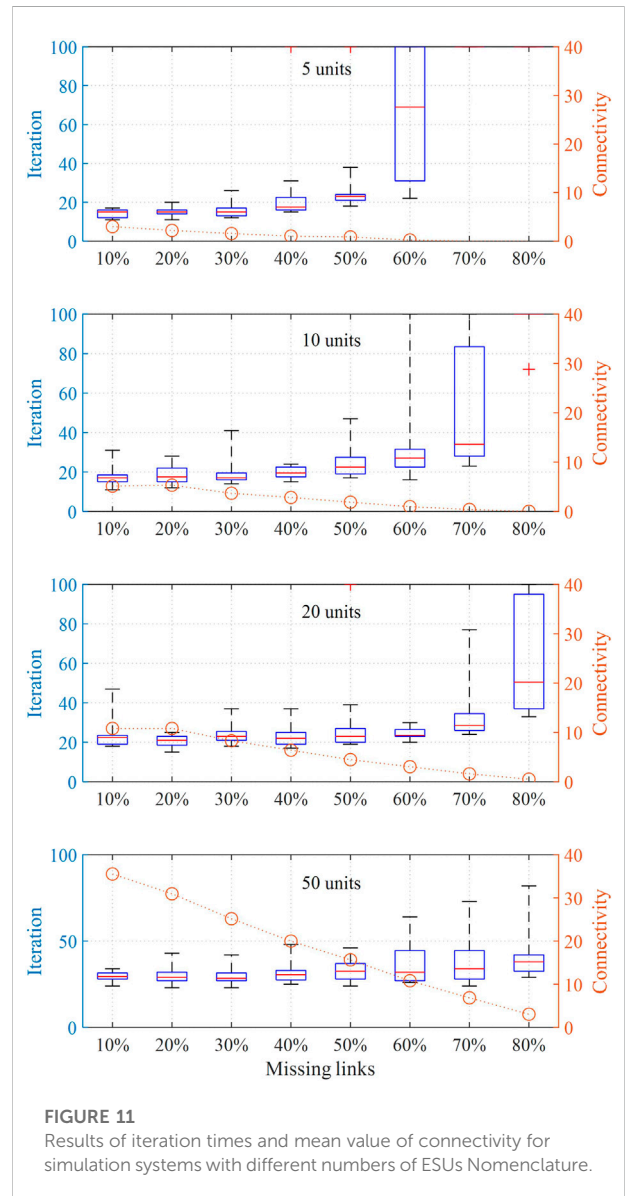 5 units
Iteration
Connectivity
100
80
60
40
20
0
40
30
20
10
0
10% 20% 30% 40% 50% 60% 70% 80%
10 units
Iteration
Connectivity
100
80
60
40
20
0
40
30
20
10
0
10% 20% 30% 40% 50% 60% 70% 80%
20 units
Iteration
Connectivity
100
80
60
40
20
0
40
30
20
10
0
10% 20% 30% 40% 50% 60% 70% 80%
50 units
Iteration
Connectivity
100
50
0
40
30
20
10
0
10% 20% 30% 40% 50% 60% 70% 80%
Missing links
FIGURE 11
Results of iteration times and mean value of connectivity for
simulation systems with different numbers of ESUs Nomenclature.